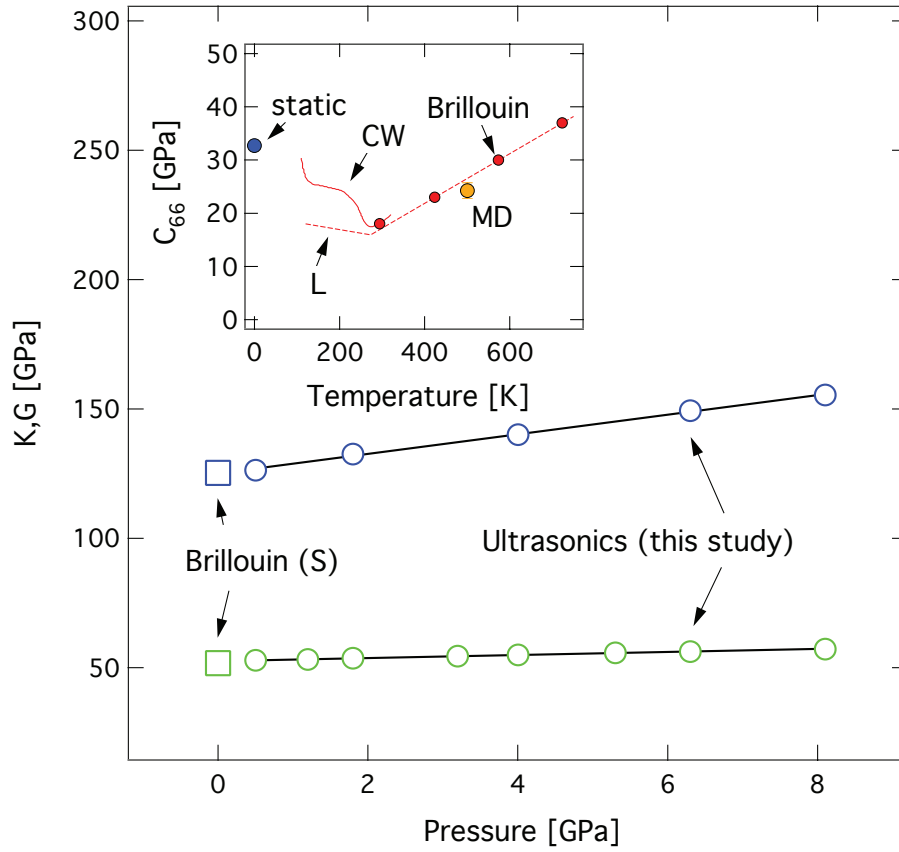 300
250
200
150
100
50
K,G [GPa]
0
2
4
6
8
Pressure [GPa]
50
40
30
20
10
0
C₆₆ [GPa]
0
200
400
600
Temperature [K]
static
CW
Brillouin
MD
L
Brillouin (S)
Ultrasonics (this study)